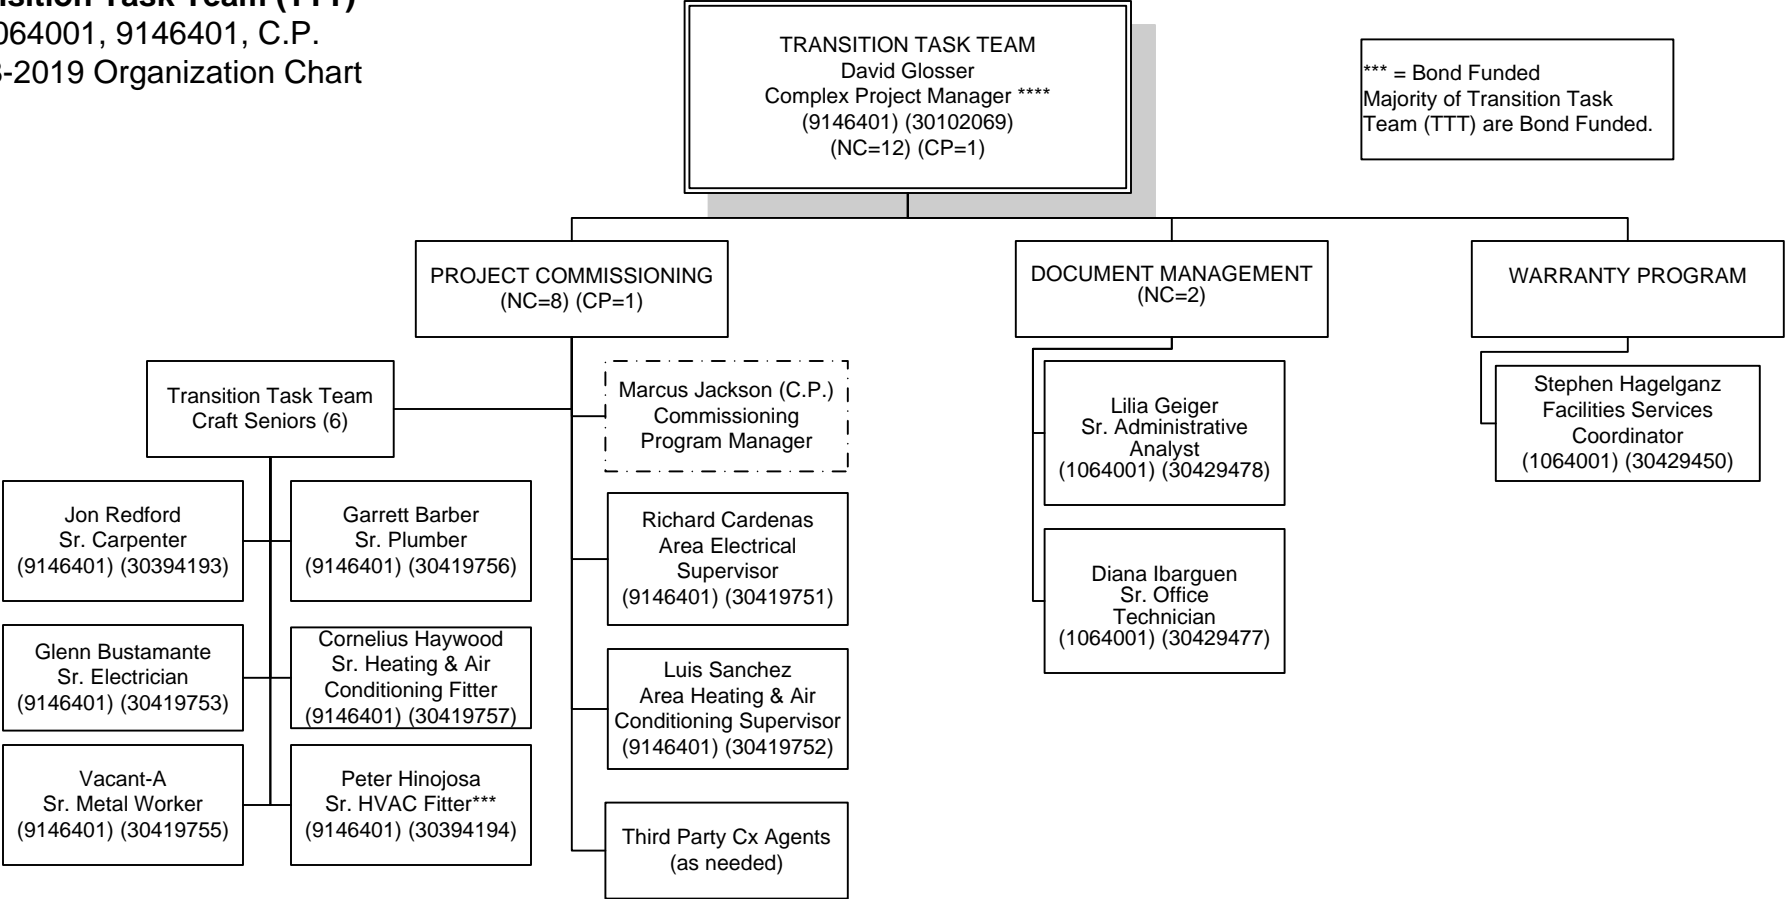 064001, 9146401, C.P.
-2019 Organization Chart
TRANSITION TASK TEAM
David Glosser
Complex Project Manager ****
(9146401) (30102069)
(NC=12) (CP=1)
*** = Bond Funded
Majority of Transition Task
Team (TTT) are Bond Funded.
PROJECT COMMISSIONING
(NC=8) (CP=1)
DOCUMENT MANAGEMENT
(NC=2)
WARRANTY PROGRAM
Transition Task Team
Craft Seniors (6)
Marcus Jackson (C.P.)
Commissioning
Program Manager
Lilia Geiger
Sr. Administrative
Analyst
(1064001) (30429478)
Stephen Hagelganz
Facilities Services
Coordinator
(1064001) (30429450)
Jon Redford
Sr. Carpenter
(9146401) (30394193)
Garrett Barber
Sr. Plumber
(9146401) (30419756)
Richard Cardenas
Area Electrical
Supervisor
(9146401) (30419751)
Diana Ibarguen
Sr. Office
Technician
(1064001) (30429477)
Glenn Bustamante
Sr. Electrician
(9146401) (30419753)
Cornelius Haywood
Sr. Heating & Air
Conditioning Fitter
(9146401) (30419757)
Luis Sanchez
Area Heating & Air
Conditioning Supervisor
(9146401) (30419752)
Vacant-A
Sr. Metal Worker
(9146401) (30419755)
Peter Hinojosa
Sr. HVAC Fitter***
(9146401) (30394194)
Third Party Cx Agents
(as needed)